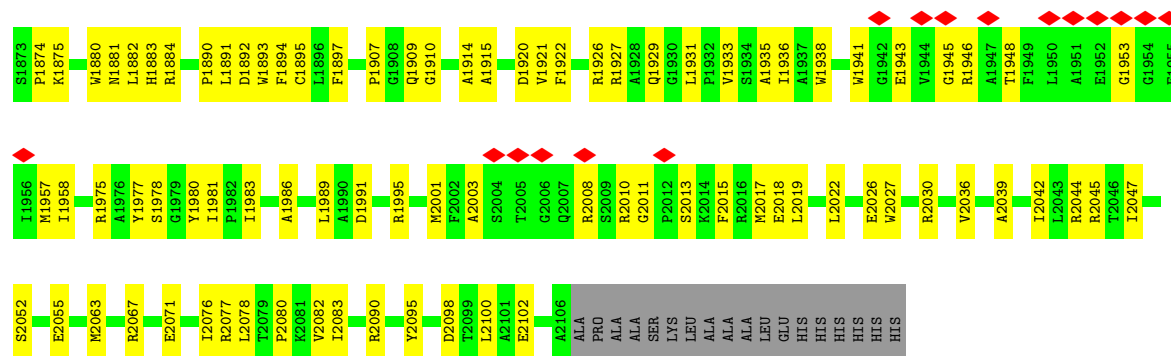 S1873 P1874 K1875 W1880 N1881 L1882 H1883 R1884 P1890 L1891 D1892 W1893 F1894 C1895 L1896 F1897 P1907 G1908 Q1909 G1910 A1914 A1915 D1920 V1921 F1922 R1926 R1927 A1928 Q1929 G1930 L1931 P1932 V1933 S1934 A1935 I1936 A1937 W1938 W1941 G1942 E1943 V1944 G1945 R1946 A1947 T1948 F1949 L1950 A1951 E1952 G1953 G1954
I1956 M1957 I1958 R1975 A1976 Y1977 S1978 G1979 Y1980 I1981 P1982 I1983 A1986 L1989 A1990 D1991 R1995 M2001 F2002 A2003 S2004 T2005 G2006 Q2007 R2008 S2009 R2010 G2011 P2012 S2013 K2014 F2015 R2016 M2017 E2018 L2019 L2022 E2026 W2027 R2030 V2036 A2039 I2042 L2043 R2044 R2045 T2046 I2047
S2052 E2055 M2063 R2067 E2071 I2076 R2077 L2078 T2079 P2080 K2081 V2082 I2083 R2090 Y2095 D2098 T2099 L2100 A2101 E2102 A2106 ALA PRO ALA ALA SER LYS LEU ALA ALA ALA LEU GLU HIS HIS HIS HIS HIS HIS